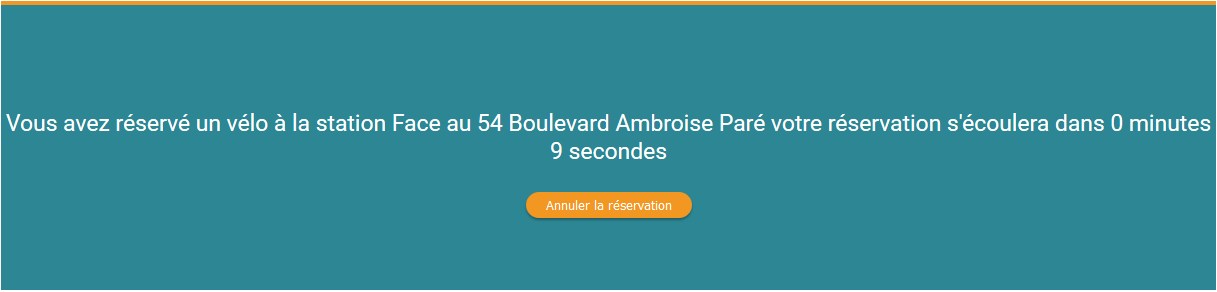 Vous avez réservé un vélo à la station Face au 54 Boulevard Ambroise Paré votre réservation s'écoulera dans 0 minutes
9 secondes
Annuler la réservation